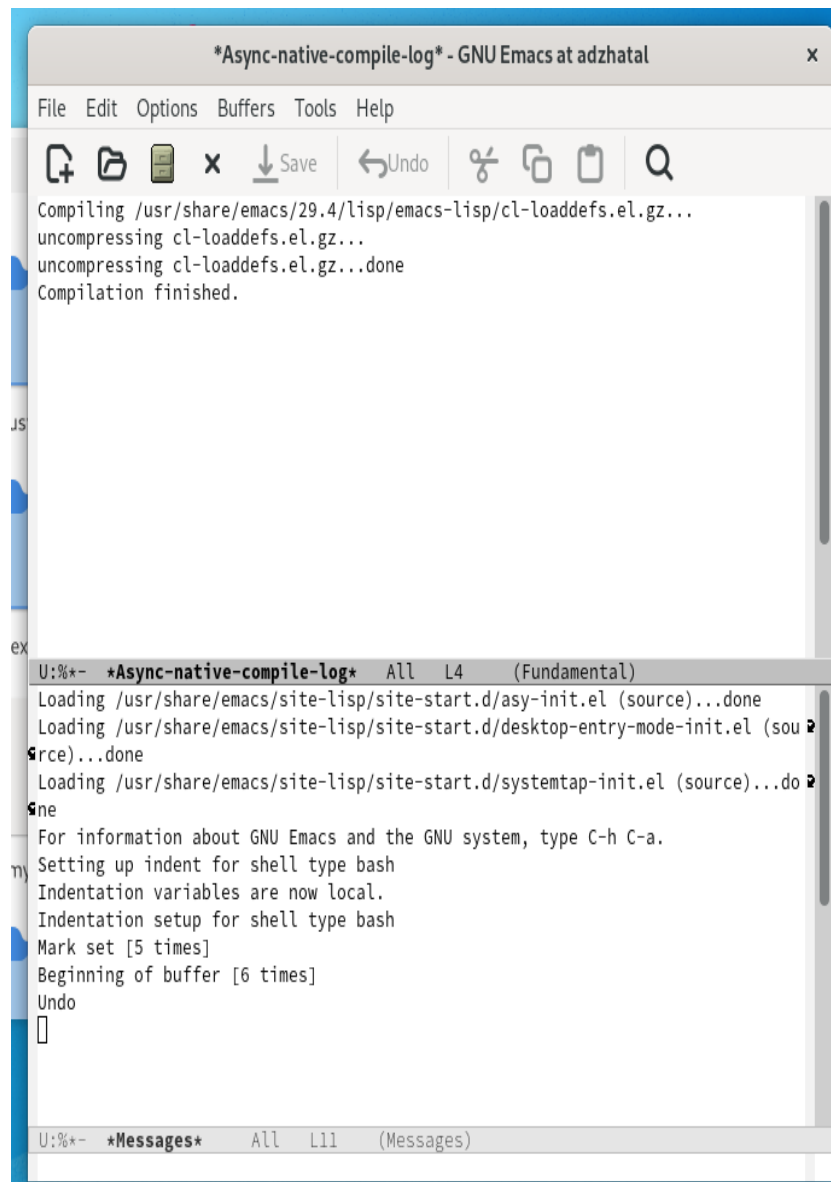 *Async-native-compile-log* - GNU Emacs at adzhatal x
File Edit Options Buffers Tools Help
Save Undo
Compiling /usr/share/emacs/29.4/lisp/emacs-lisp/cl-loaddefs.el.gz...
uncompressing cl-loaddefs.el.gz...
uncompressing cl-loaddefs.el.gz...done
Compilation finished.
us
ex
U:%*- *Async-native-compile-log* All L4 (Fundamental)
Loading /usr/share/emacs/site-lisp/site-start.d/asy-init.el (source)...done
Loading /usr/share/emacs/site-lisp/site-start.d/desktop-entry-mode-init.el (sou
rce)...done
Loading /usr/share/emacs/site-lisp/site-start.d/systemtap-init.el (source)...do
ne
For information about GNU Emacs and the GNU system, type C-h C-a.
my
Setting up indent for shell type bash
Indentation variables are now local.
Indentation setup for shell type bash
Mark set [5 times]
Beginning of buffer [6 times]
Undo
U:%*- *Messages* All L11 (Messages)